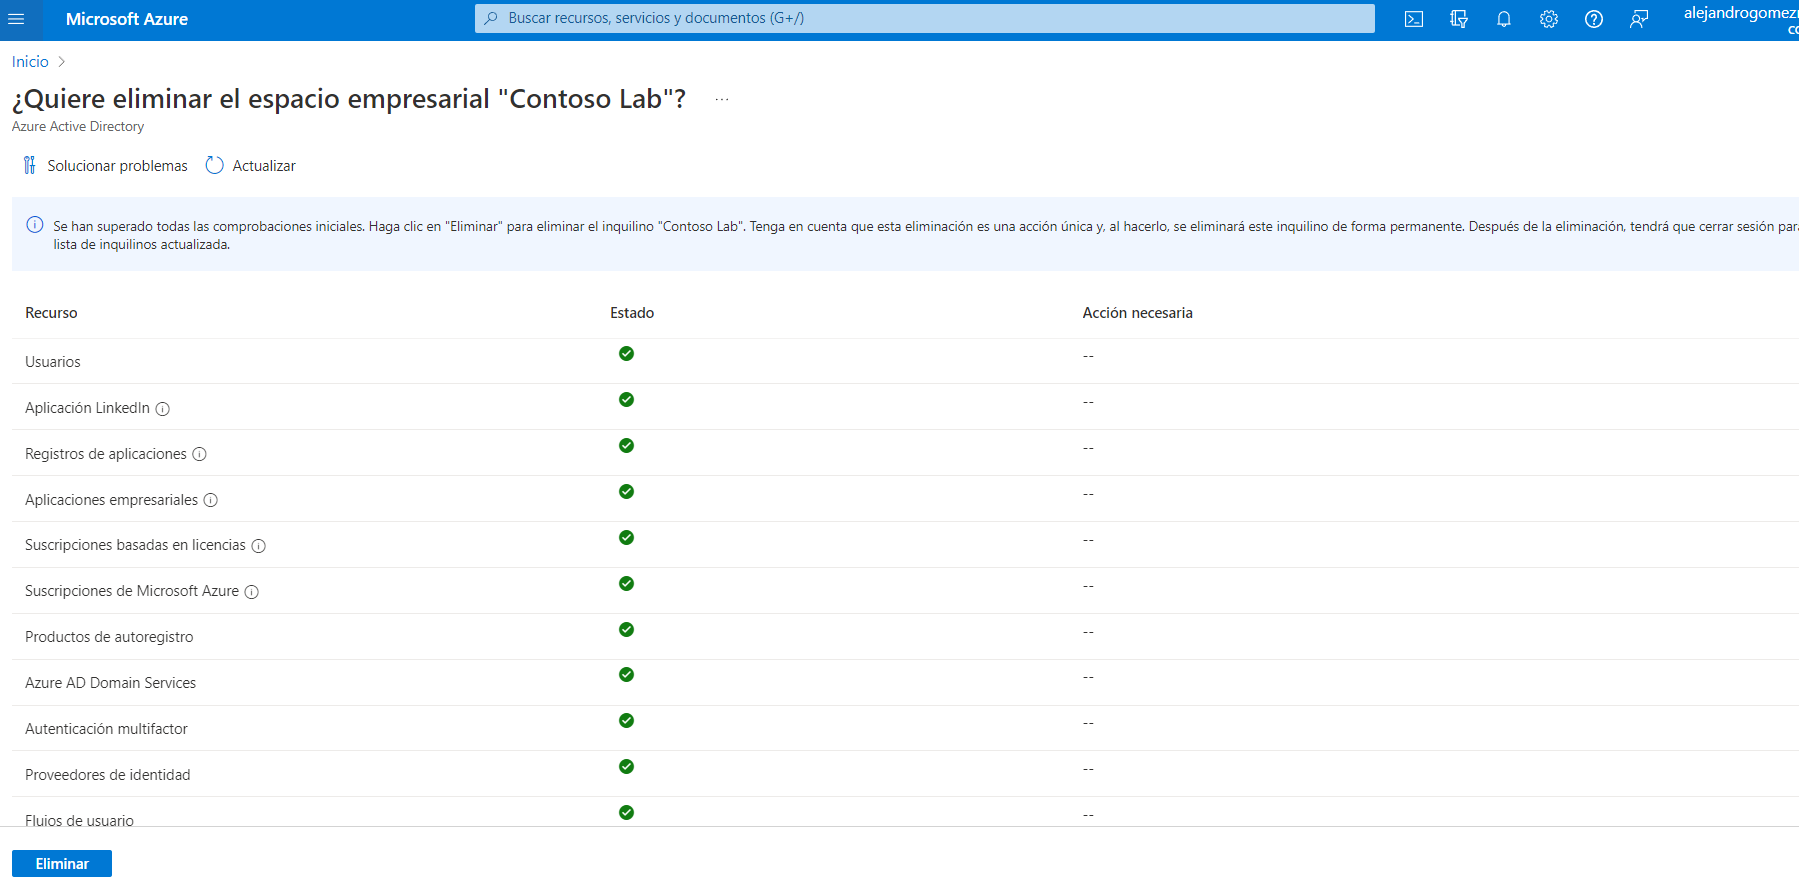 Microsoft Azure
Buscar recursos, servicios y documentos (G+/)
alejandrogomez
Inicio
¿Quiere eliminar el espacio empresarial "Contoso Lab"?
Azure Active Directory
Solucionar problemas
Actualizar
Se han superado todas las comprobaciones iniciales. Haga clic en "Eliminar" para eliminar el inquilino "Contoso Lab". Tenga en cuenta que esta eliminación es una acción única y, al hacerlo, se eliminará este inquilino de forma permanente. Después de la eliminación, tendrá que cerrar sesión par
lista de inquilinos actualizada.
Recurso Estado Acción necesaria
Usuarios --
Aplicación LinkedIn --
Registros de aplicaciones --
Aplicaciones empresariales --
Suscripciones basadas en licencias --
Suscripciones de Microsoft Azure --
Productos de autoregistro --
Azure AD Domain Services --
Autenticación multifactor --
Proveedores de identidad --
Flujos de usuario --
Eliminar